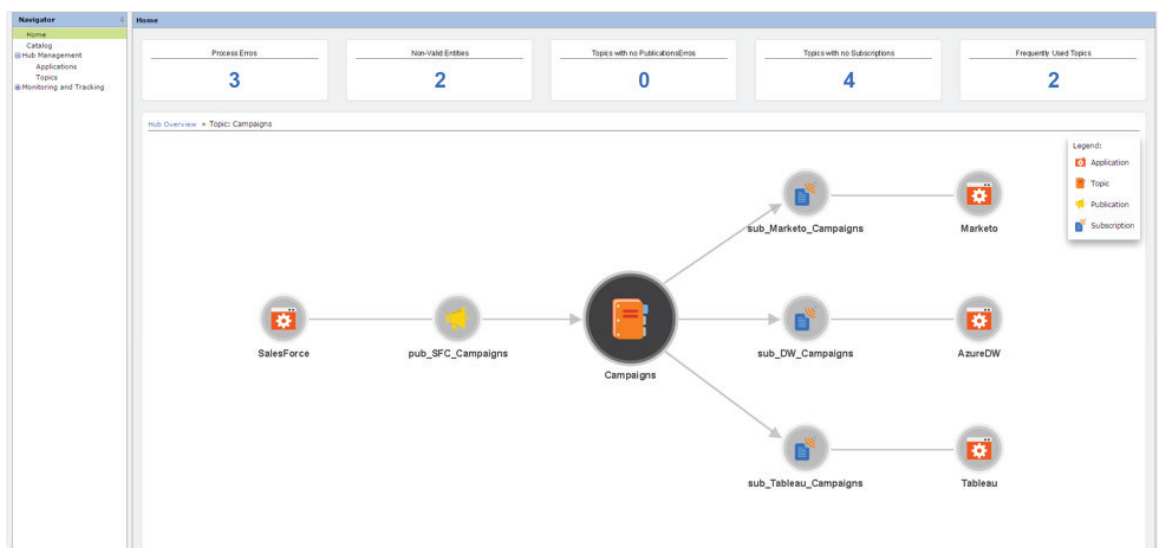 Navigator
Home
Home
Catalog
Hub Management
Applications
Topics
Monitoring and Tracking
Process Erros
3
Non-Valid Entities
2
Topics with no PublicationsErros
0
Topics with no Subscriptions
4
Frequently Used Topics
2
Hub Overview » Topic: Campaigns
Legend:
Application
Topic
Publication
Subscription
sub_Marketo_Campaigns
Marketo
SalesForce
pub_SFC_Campaigns
Campaigns
sub_DW_Campaigns
AzureDW
sub_Tableau_Campaigns
Tableau